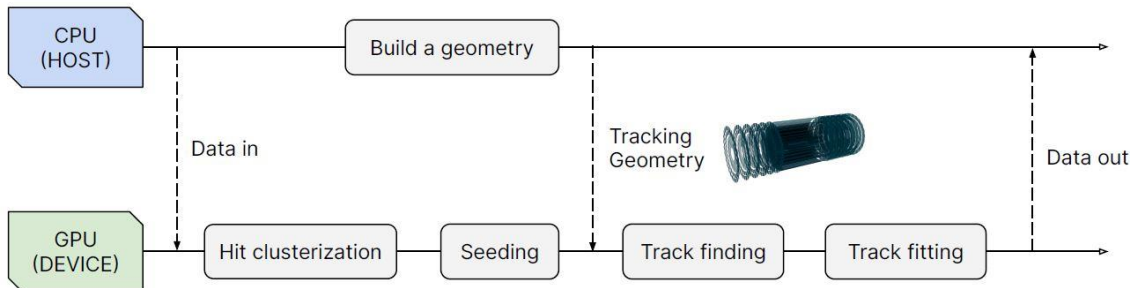 CPU
(HOST)
Build a geometry
Data in
Tracking
Geometry
Data out
GPU
(DEVICE)
Hit clusterization
Seeding
Track finding
Track fitting